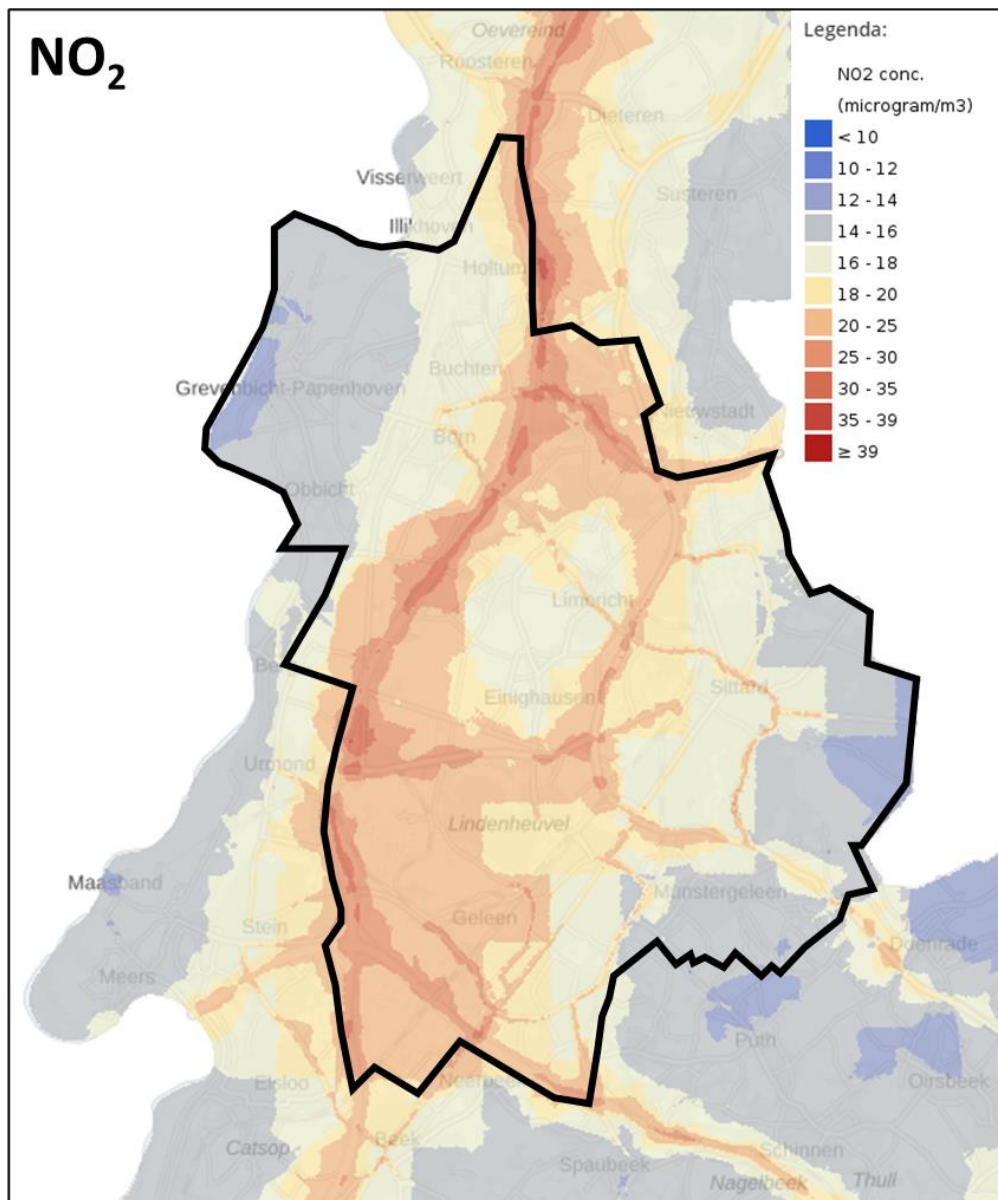 NO2
Legenda:
NO2 conc.
(microgram/m3)
< 10
10 - 12
12 - 14
14 - 16
16 - 18
18 - 20
20 - 25
25 - 30
30 - 35
35 - 39
≥ 39
Oevereind
Roosteren
Dieteren
Visserweert
Susteren
Illikhoven
Holtum
Buchten
Grevenbicht-Papenhoven
Nieuwstadt
Born
Obbicht
Limbricht
Einighausen
Sittard
Urmond
Lindenheuvel
Maasband
Munstergeleen
Geleen
Stein
Doenrade
Meers
Puth
Elsloo
Neerbeek
Oirsbeek
Beek
Catsop
Schinnen
Spaubeek
Nagelbeek
Thull